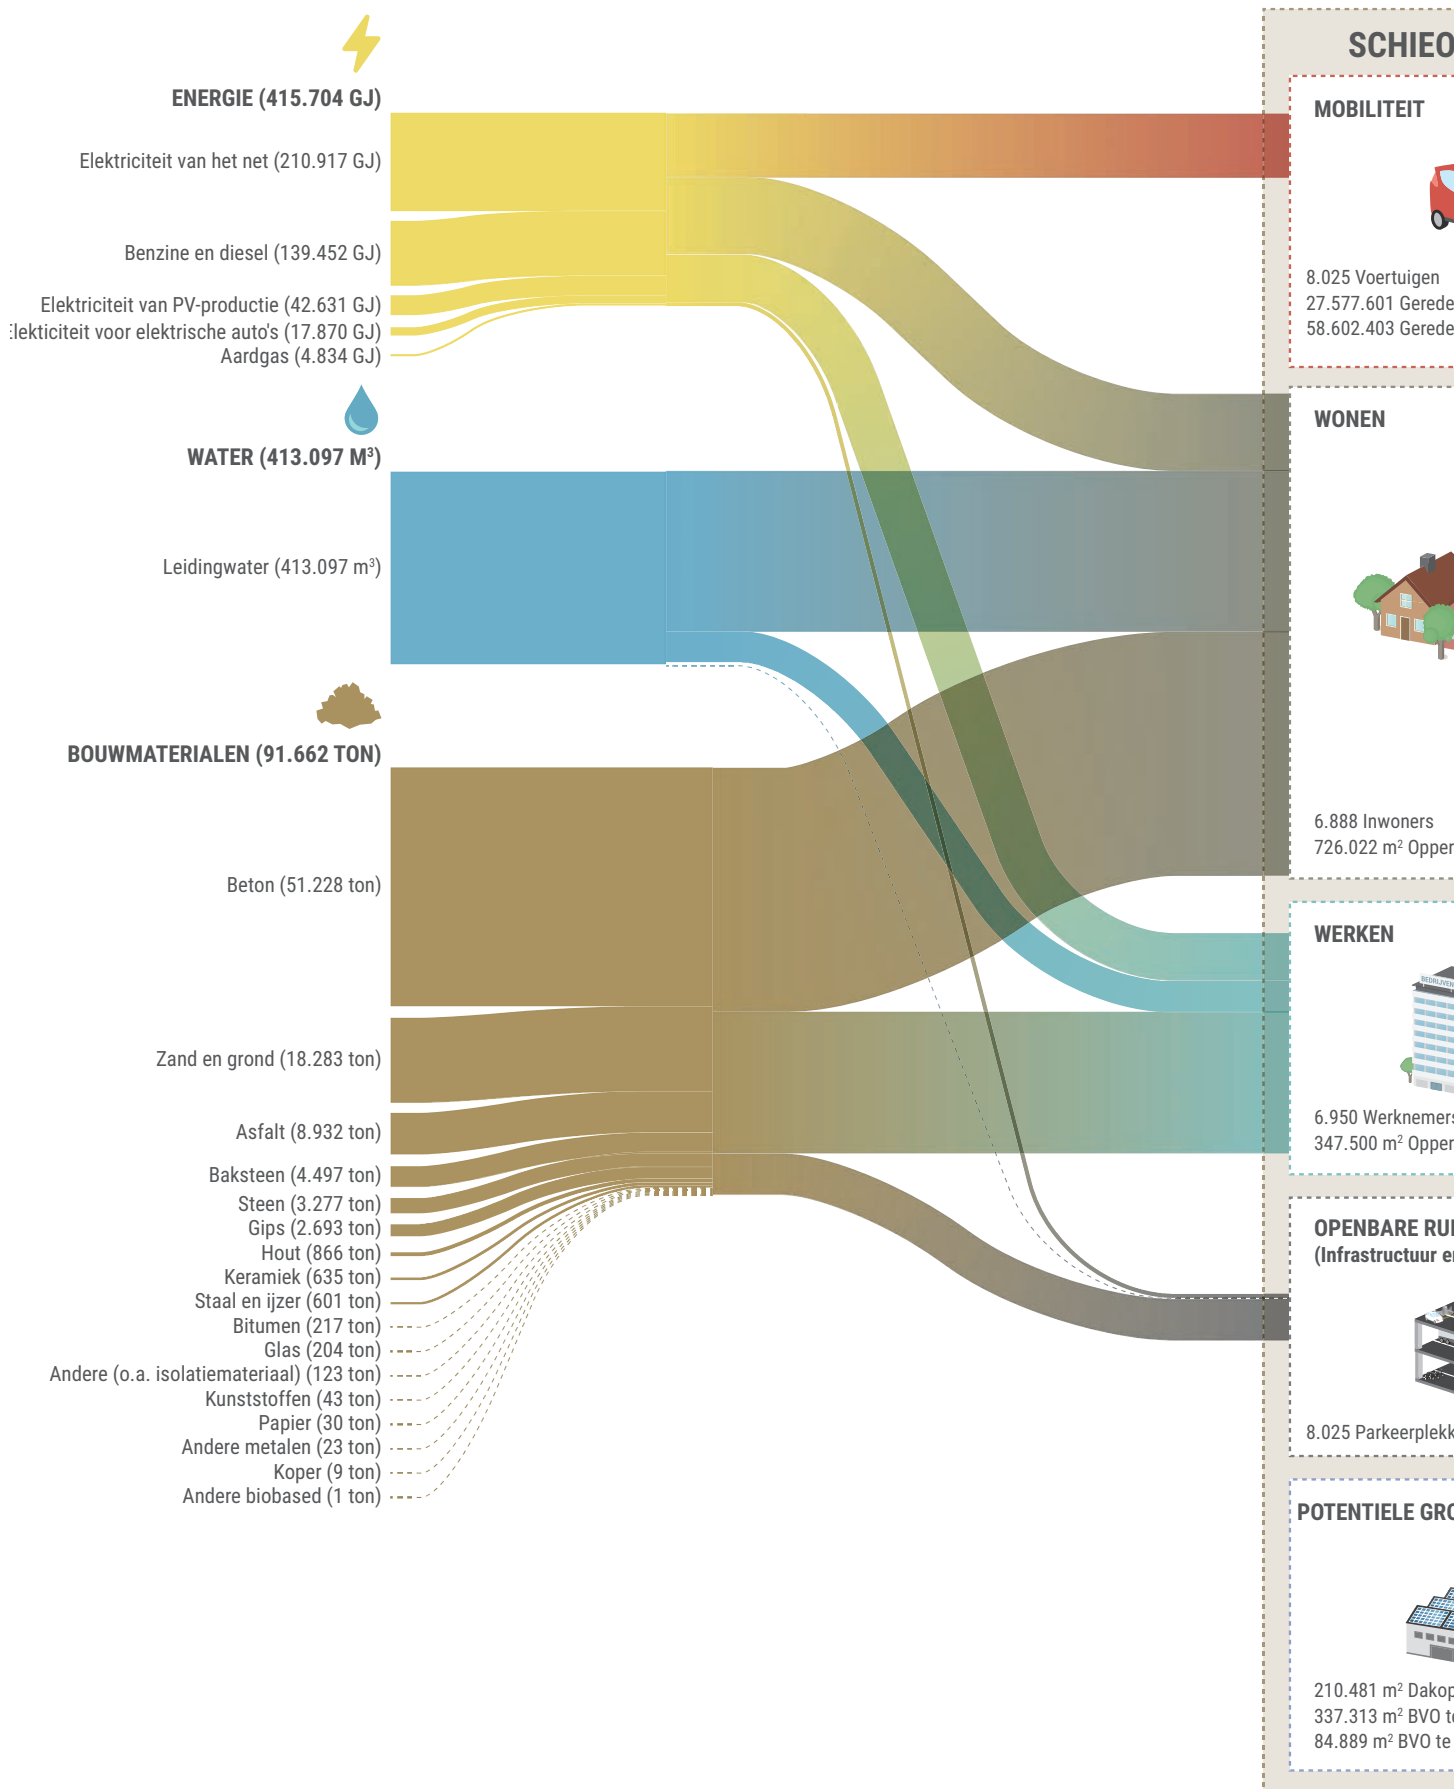 ENERGIE (415.704 GJ)
Elektriciteit van het net (210.917 GJ)
Benzine en diesel (139.452 GJ)
Elektriciteit van PV-productie (42.631 GJ)
lekticiteit voor elektrische auto's (17.870 GJ)
Aardgas (4.834 GJ)
WATER (413.097 M³)
Leidingwater (413.097 m³)
BOUWMATERIALEN (91.662 TON)
Beton (51.228 ton)
Zand en grond (18.283 ton)
Asfalt (8.932 ton)
Baksteen (4.497 ton)
Steen (3.277 ton)
Gips (2.693 ton)
Hout (866 ton)
Keramiek (635 ton)
Staal en ijzer (601 ton)
Bitumen (217 ton)
Glas (204 ton)
Andere (o.a. isolatiemateriaal) (123 ton)
Kunststoffen (43 ton)
Papier (30 ton)
Andere metalen (23 ton)
Koper (9 ton)
Andere biobased (1 ton)
SCHIEO
MOBILITEIT
8.025 Voertuigen
27.577.601 Gerede
58.602.403 Gerede
WONEN
6.888 Inwoners
726.022 m² Opper
WERKEN
BEDRIJVEN
6.950 Werknemers
347.500 m² Opper
OPENBARE RUI
(Infrastructuur e
8.025 Parkeerplekk
POTENTIELE GRO
210.481 m² Dakop
337.313 m² BVO te
84.889 m² BVO te